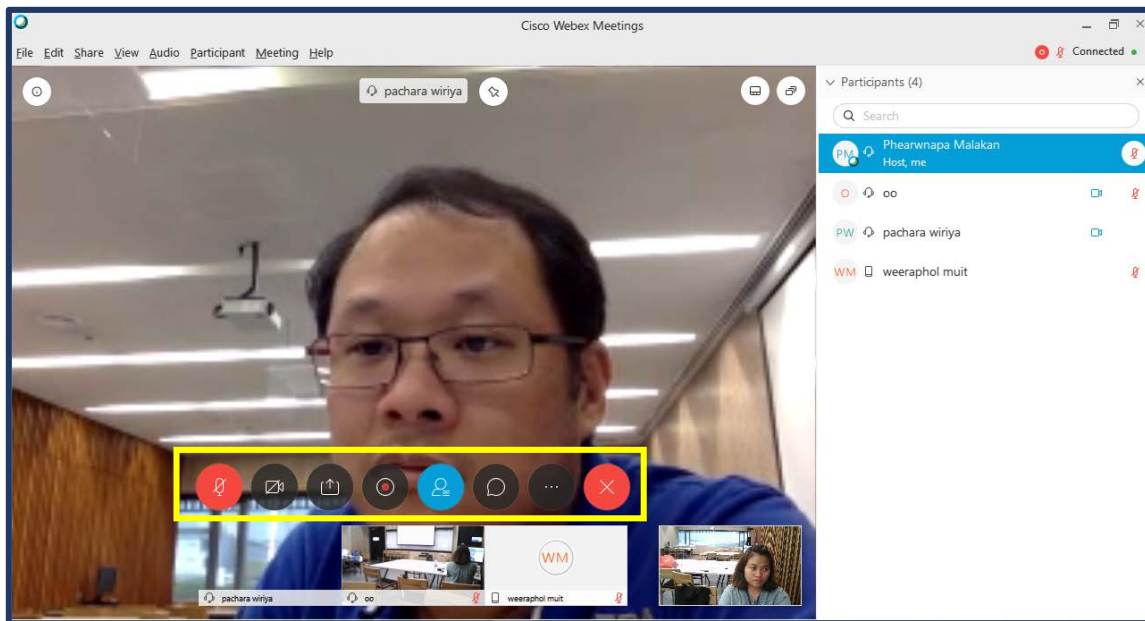 Cisco Webex Meetings
File Edit Share View Audio Participant Meeting Help
Connected
pachara wiriya
Participants (4)
Search
PM Phearwnapa Malakan
Host, me
O oo
PW pachara wiriya
WM weeraphol muit
WM
pachara wiriya
oo
weeraphol muit